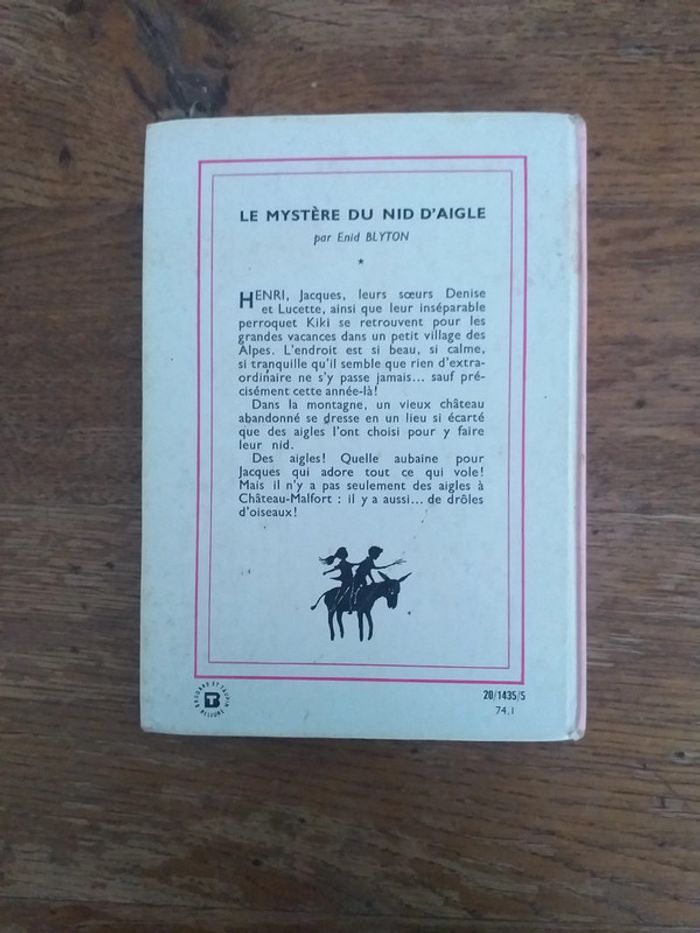 LE MYSTÈRE DU NID D'AIGLE
par Enid BLYTON
*
HENRI, Jacques, leurs sœurs Denise
et Lucette, ainsi que leur inséparable
perroquet Kiki se retrouvent pour les
grandes vacances dans un petit village des
Alpes. L'endroit est si beau, si calme,
si tranquille qu'il semble que rien d'extra-
ordinaire ne s'y passe jamais... sauf pré-
cisément cette année-là!
Dans la montagne, un vieux château
abandonné se dresse en un lieu si écarté
que des aigles l'ont choisi pour y faire
leur nid.
Des aigles! Quelle aubaine pour
Jacques qui adore tout ce qui vole!
Mais il n'y a pas seulement des aigles à
Château-Malfort : il y a aussi... de drôles
d'oiseaux!
BRODARD ET TAUPIN
RELIURE
20/1435/5
74.1